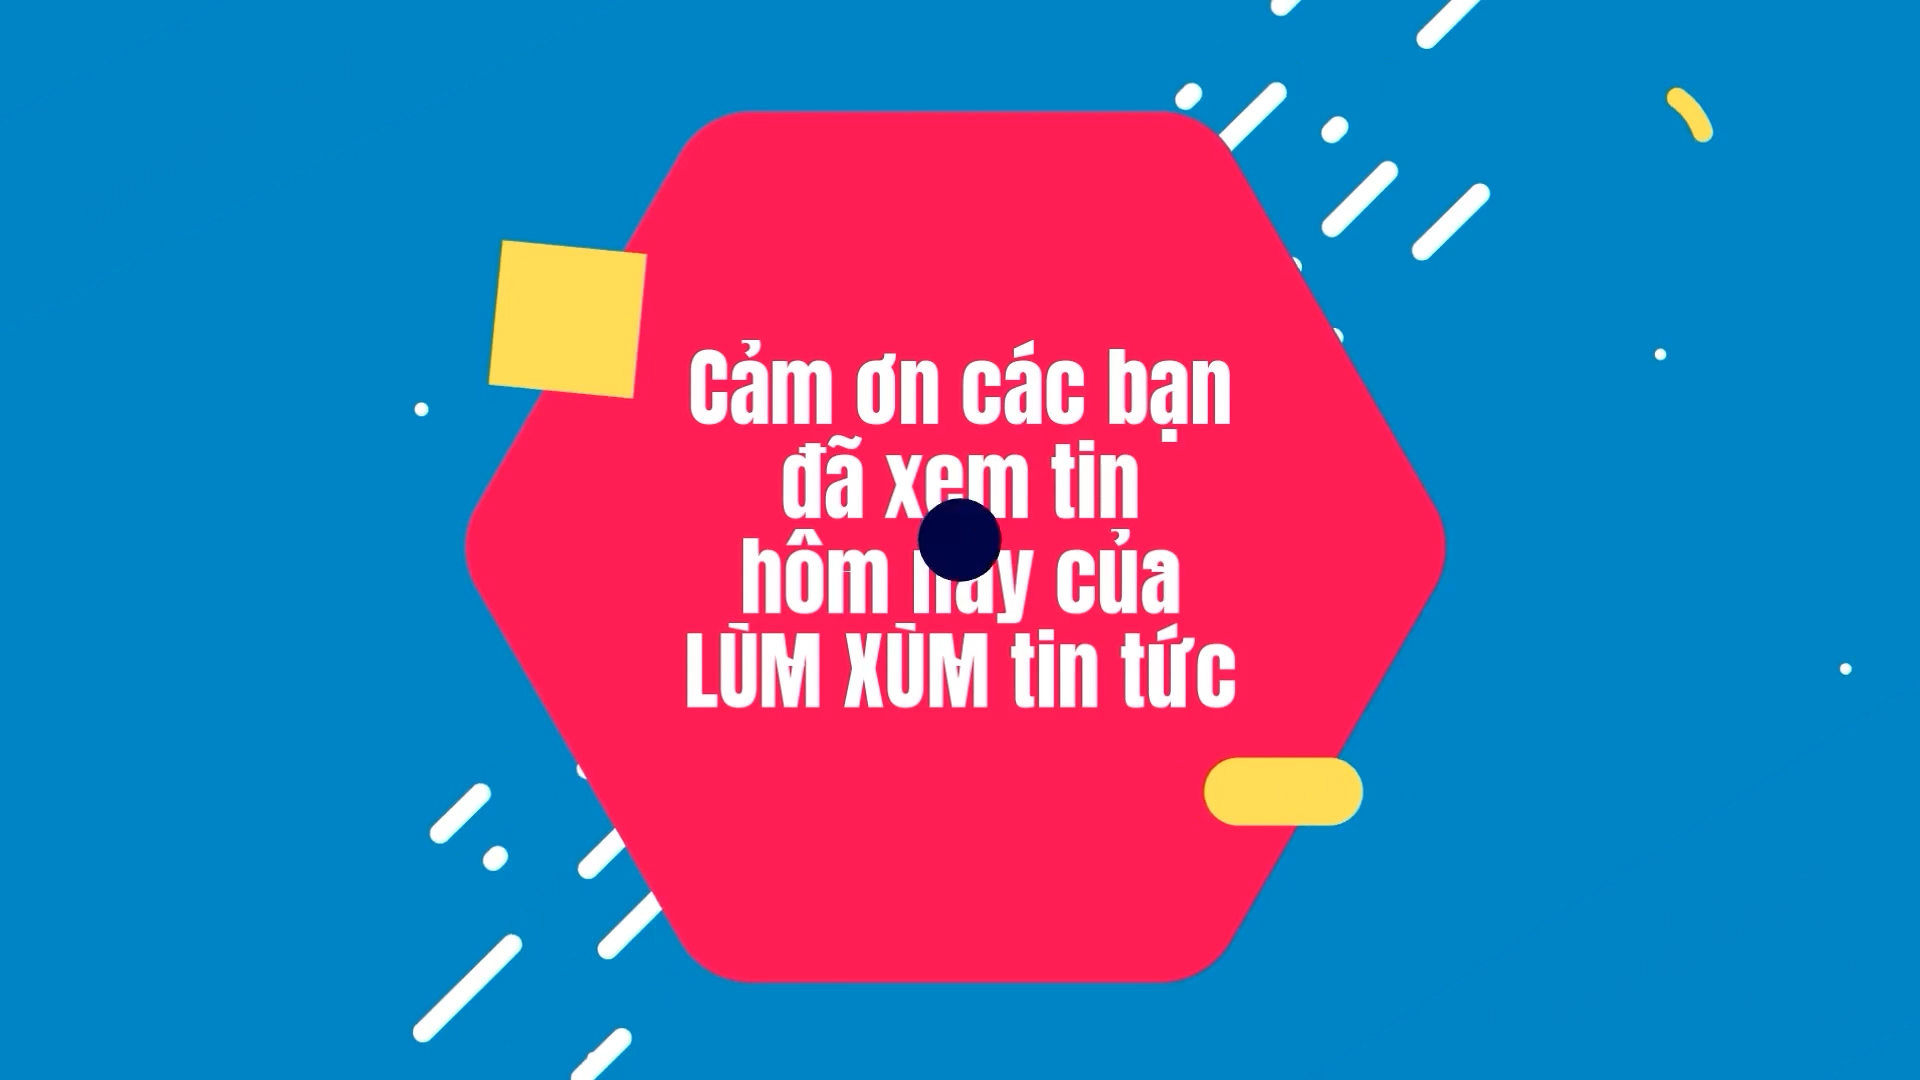 Cảm ơn các bạn
đã xem tin
hôm nay của
LÙM XÙM tin tức